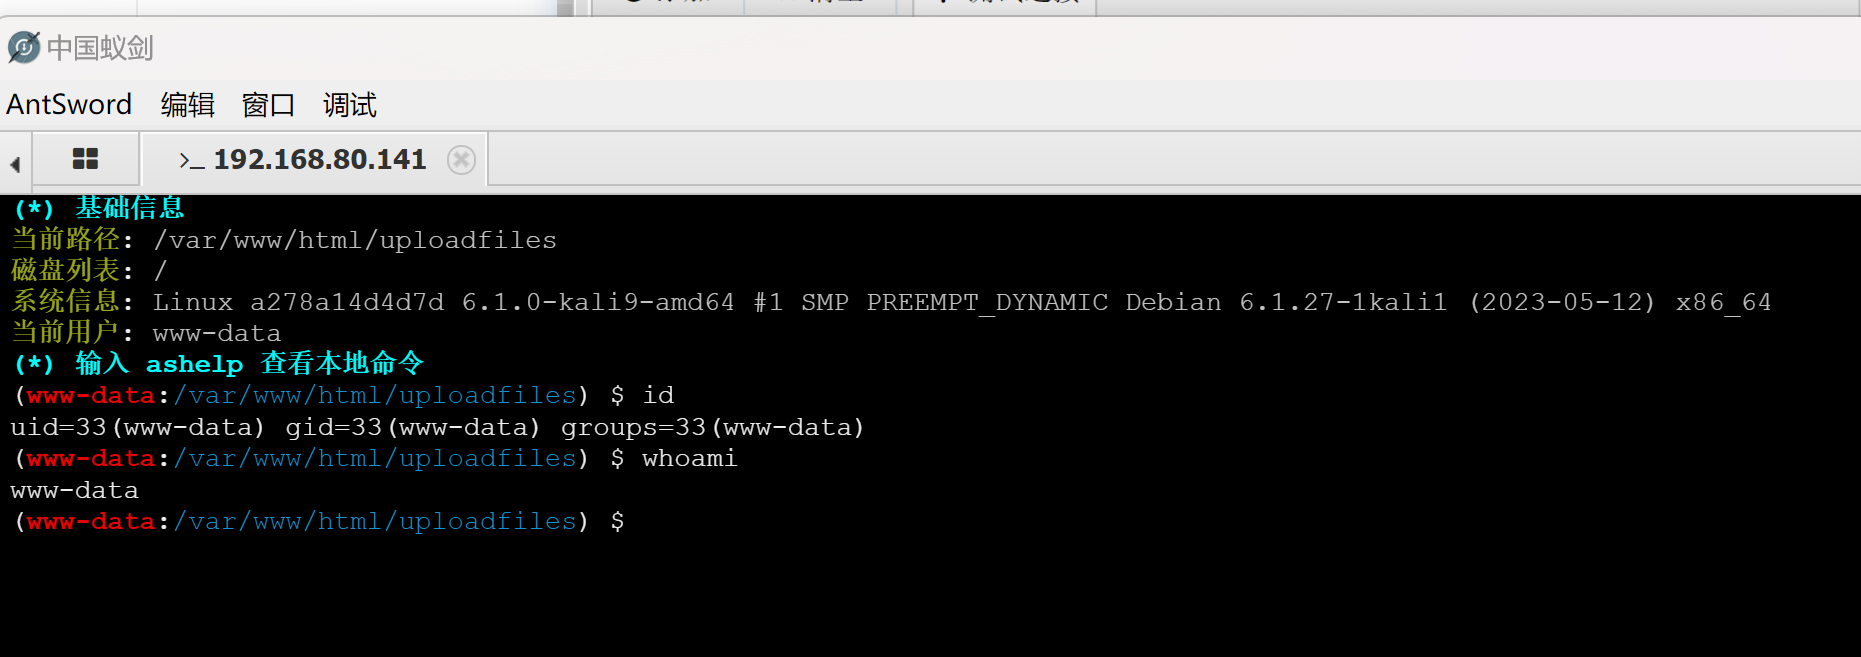 中国蚁剑
AntSword 编辑 窗口 调试
>_ 192.168.80.141
(*) 基础信息
当前路径: /var/www/html/uploadfiles
磁盘列表: /
系统信息: Linux a278a14d4d7d 6.1.0-kali9-amd64 #1 SMP PREEMPT_DYNAMIC Debian 6.1.27-1kali1 (2023-05-12) x86_64
当前用户: www-data
(*) 输入 ashelp 查看本地命令
(www-data:/var/www/html/uploadfiles) $ id
uid=33(www-data) gid=33(www-data) groups=33(www-data)
(www-data:/var/www/html/uploadfiles) $ whoami
www-data
(www-data:/var/www/html/uploadfiles) $